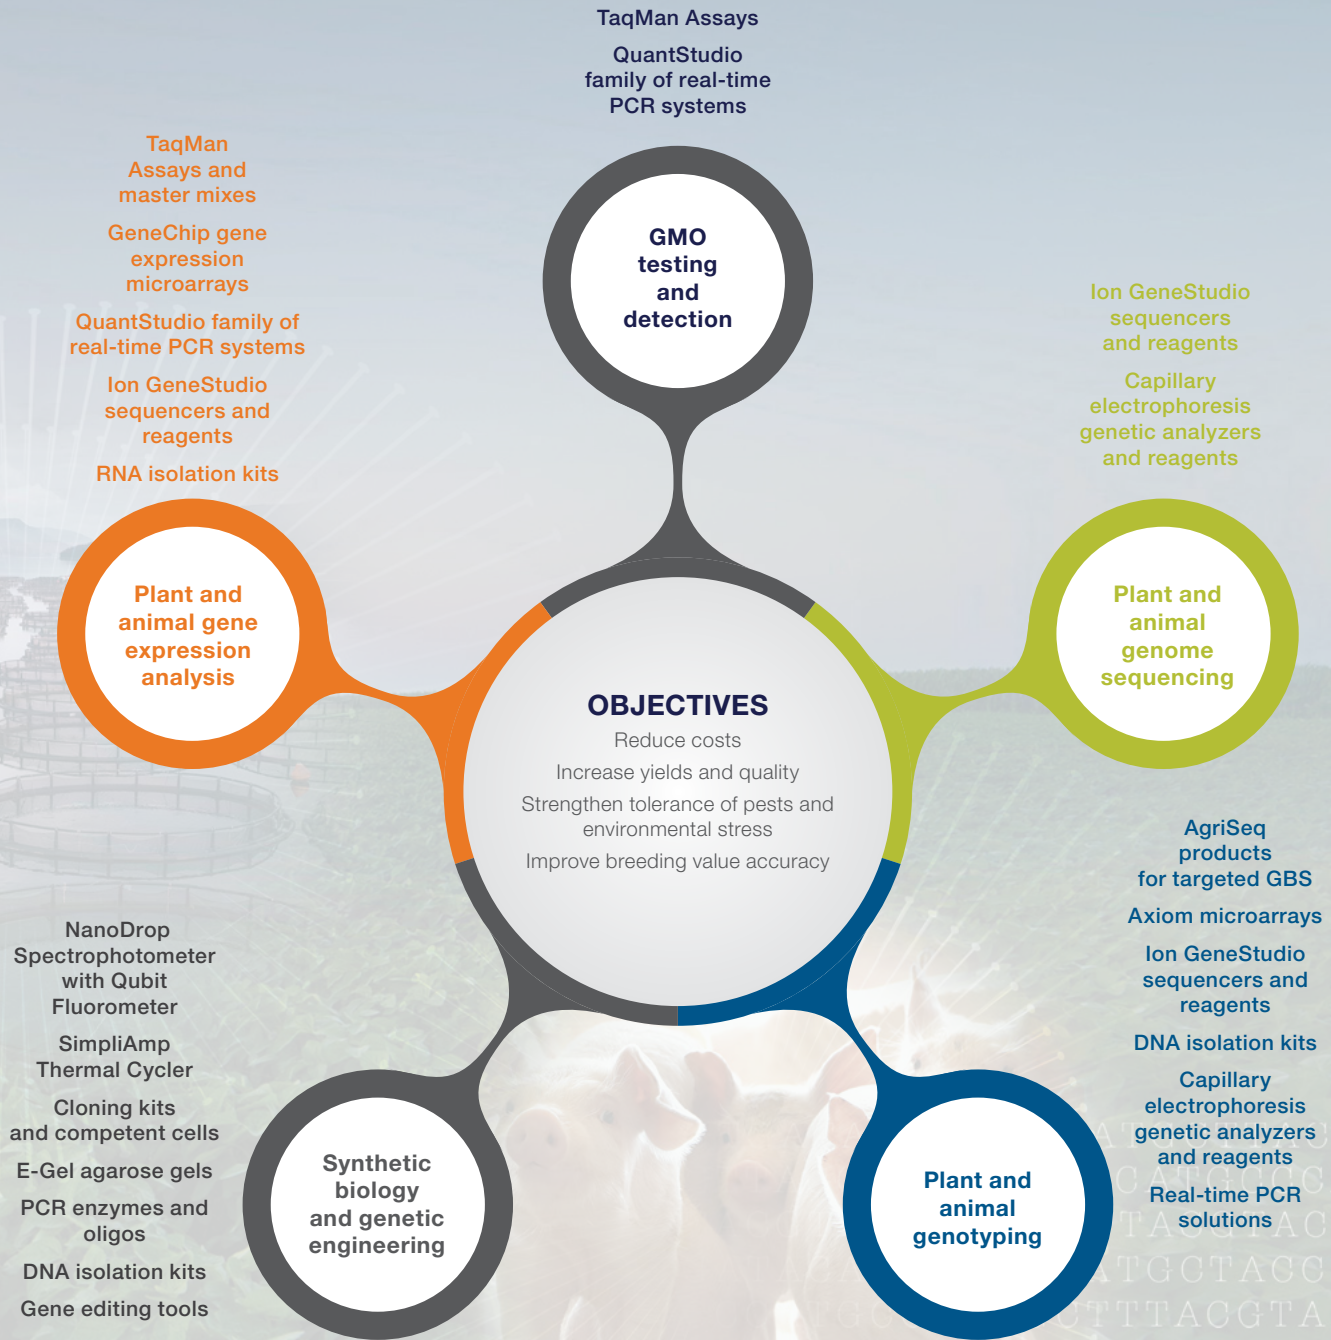 TaqMan Assays
QuantStudio
family of real-time
PCR systems
GMO
testing
and
detection
TaqMan
Assays and
master mixes
GeneChip gene
expression
microarrays
QuantStudio family of
real-time PCR systems
Ion GeneStudio
sequencers and
reagents
RNA isolation kits
Plant and
animal gene
expression
analysis
Ion GeneStudio
sequencers
and reagents
Capillary
electrophoresis
genetic analyzers
and reagents
Plant and
animal
genome
sequencing
OBJECTIVES
Reduce costs
Increase yields and quality
Strengthen tolerance of pests and
environmental stress
Improve breeding value accuracy
AgriSeq
products
for targeted GBS
Axiom microarrays
Ion GeneStudio
sequencers and
reagents
DNA isolation kits
Capillary
electrophoresis
genetic analyzers
and reagents
Real-time PCR
solutions
Plant and
animal
genotyping
NanoDrop
Spectrophotometer
with Qubit
Fluorometer
SimpliAmp
Thermal Cycler
Cloning kits
and competent cells
E-Gel agarose gels
PCR enzymes and
oligos
DNA isolation kits
Gene editing tools
Synthetic
biology
and genetic
engineering